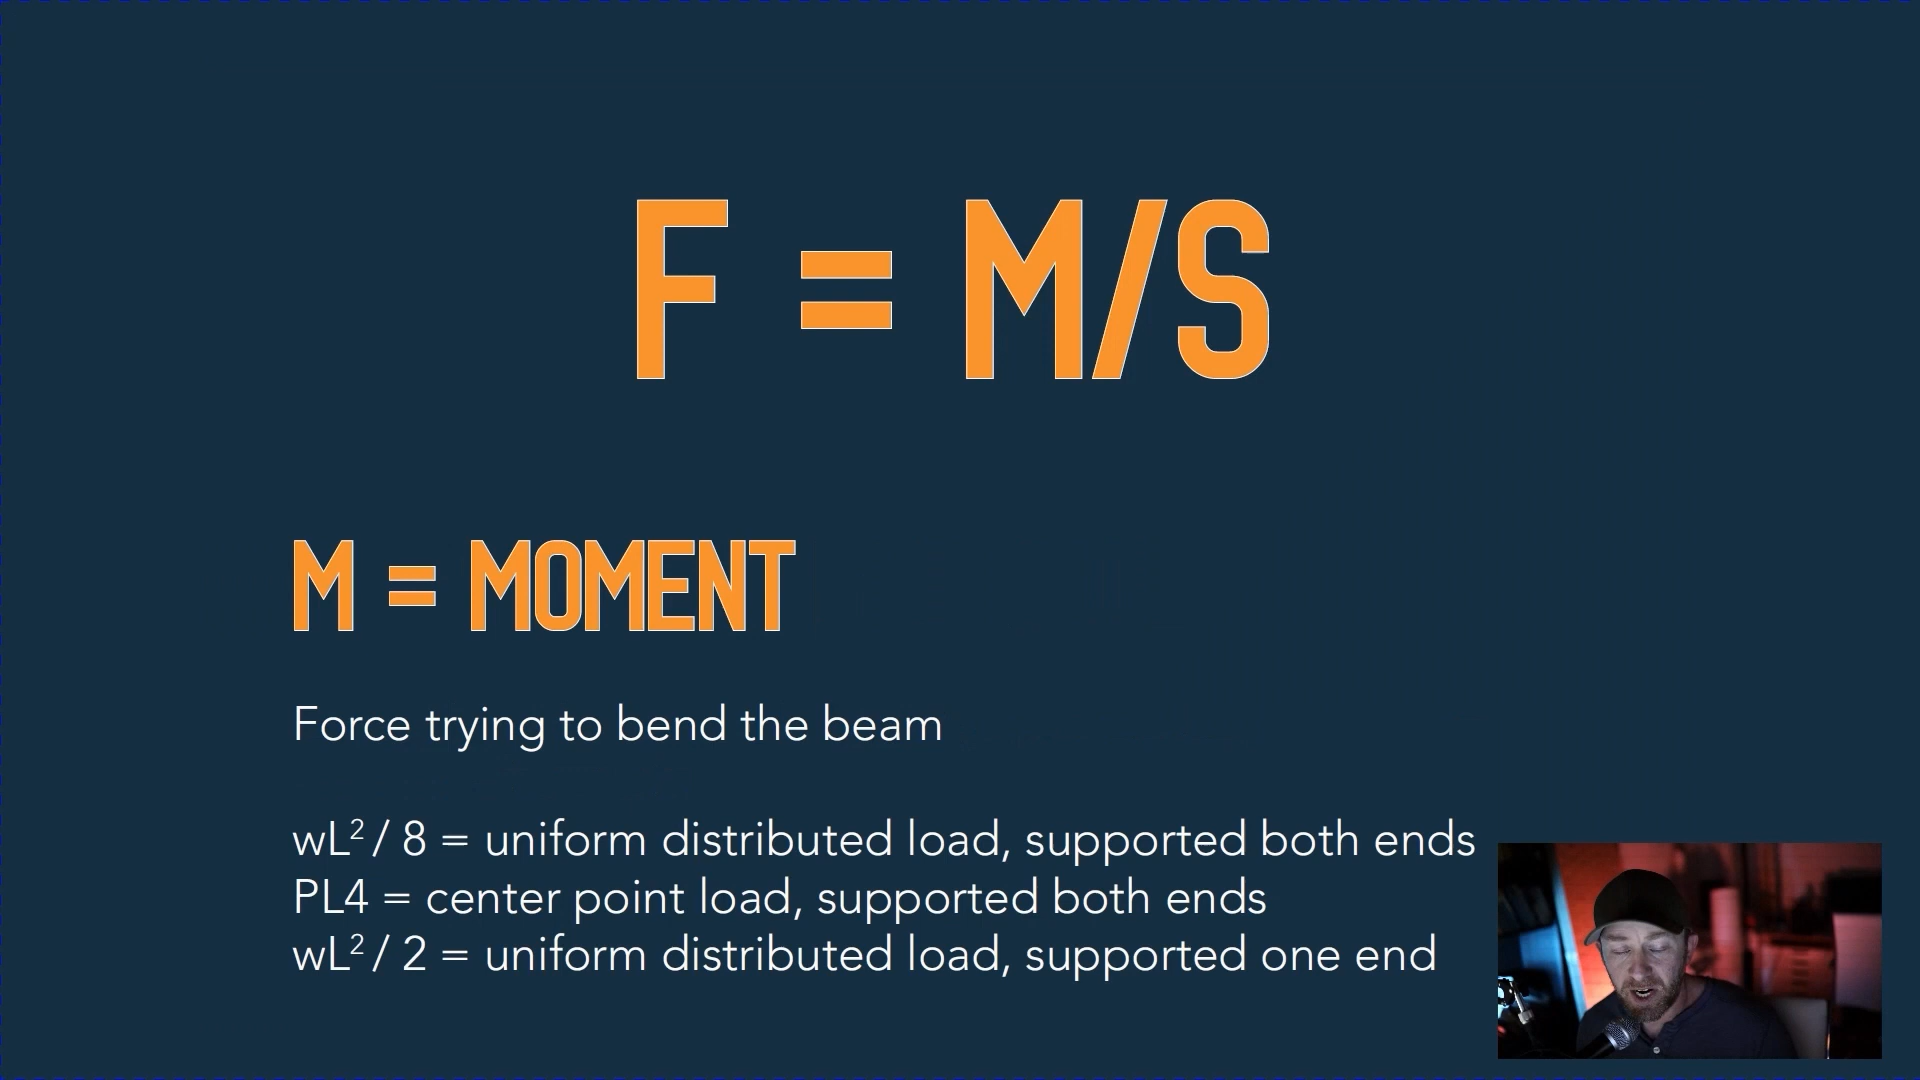 F = M/S
M = MOMENT
Force trying to bend the beam
wL²/ 8 = uniform distributed load, supported both ends
PL4 = center point load, supported both ends
wL²/ 2 = uniform distributed load, supported one end